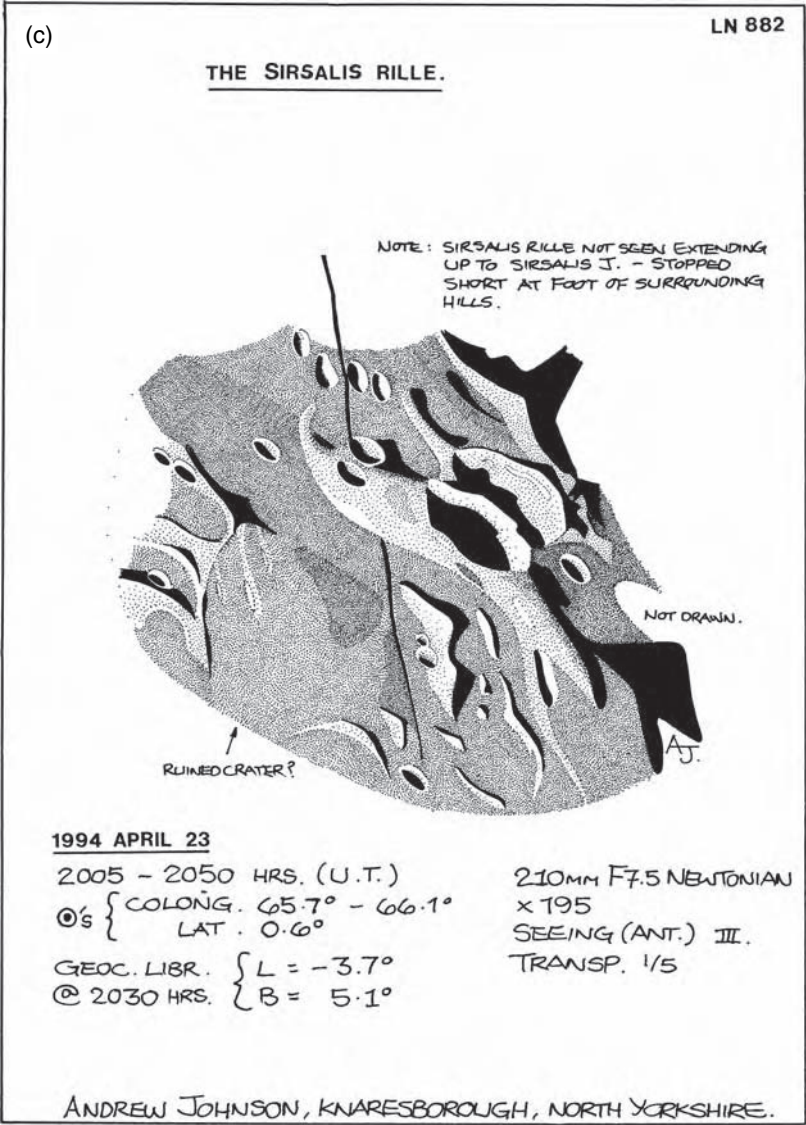 (c)
LN 882
THE SIRSALIS RILLE.
NOTE: SIRSALIS RILLE NOT SEEN EXTENDING
UP TO SIRSALIS J. – STOPPED
SHORT AT FOOT OF SURROUNDING
HILLS.
NOT DRAWN.
A.J.
RUINED CRATER?
1994 APRIL 23
2005 – 2050 HRS. (U.T.)
☉'s { COLONG. 65.7° – 66.1°
LAT. 0.6°
GEOC. LIBR. { L = –3.7°
@ 2030 HRS. { B = 5.1°
210MM F7.5 NEWTONIAN
x 195
SEEING (ANT.) III.
TRANSP. 1/5
ANDREW JOHNSON, KNARESBOROUGH, NORTH YORKSHIRE.